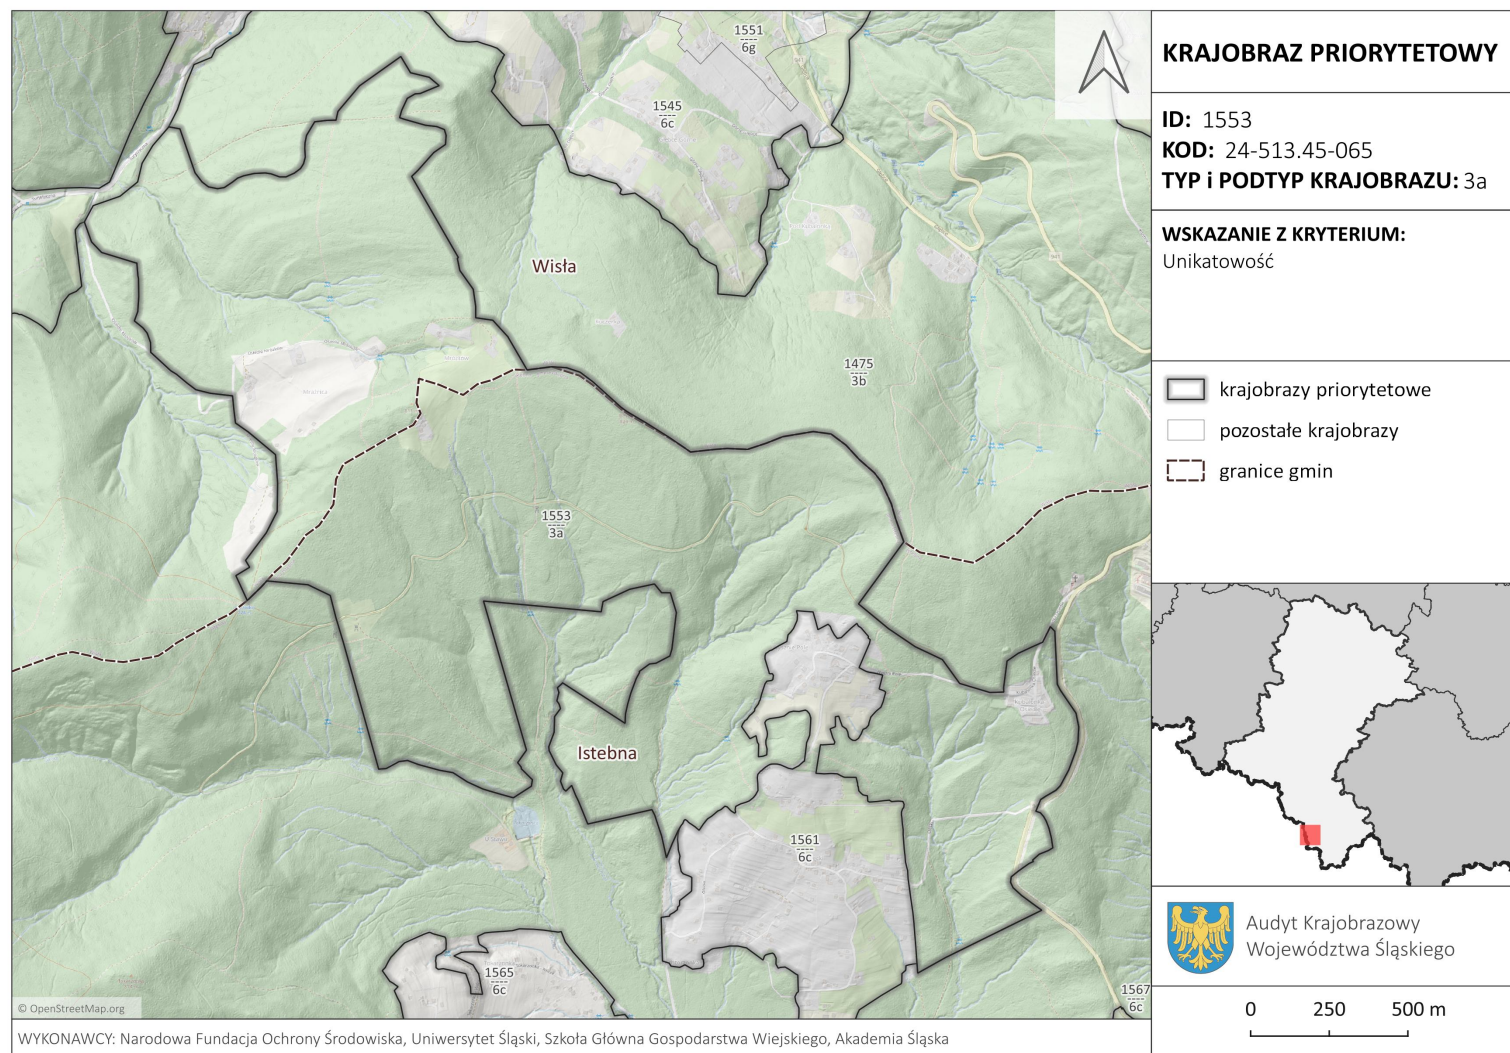 1551
6g
1545
6c
Wisła
1475
3b
1553
3a
Istebna
1561
6c
1565
6c
1567
6c
© OpenStreetMap.org
WYKONAWCY: Narodowa Fundacja Ochrony Środowiska, Uniwersytet Śląski, Szkoła Główna Gospodarstwa Wiejskiego, Akademia Śląska
KRAJOBRAZ PRIORYTETOWY
ID: 1553
KOD: 24-513.45-065
TYP i PODTYP KRAJOBRAZU: 3a
WSKAZANIE Z KRYTERIUM:
Unikatowość
krajobrazy priorytetowe
pozostałe krajobrazy
granice gmin
Audyt Krajobrazowy
Województwa Śląskiego
0 250 500 m